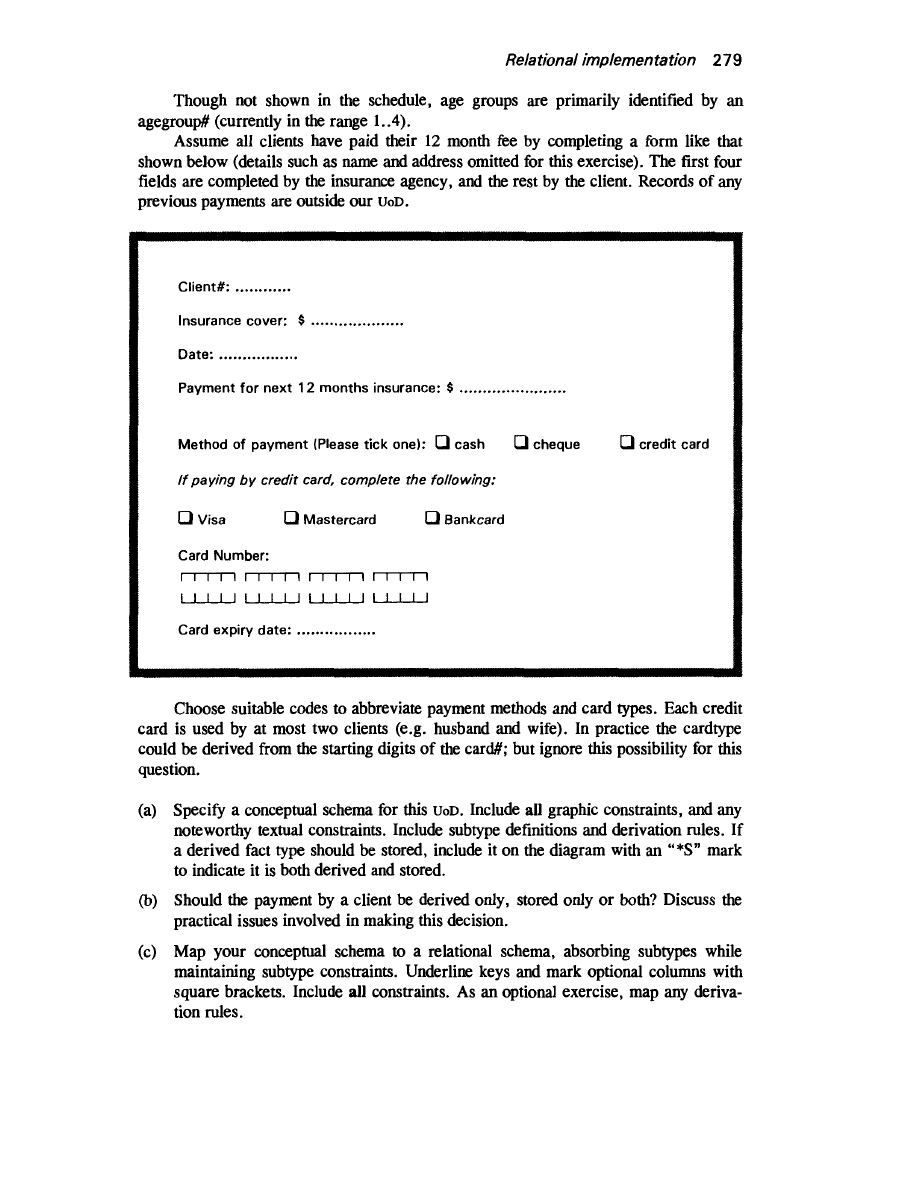 Relational implementation 279
Though not shown in the schedule, age groups are primarily identified by an
agegroup# (currently in the range 1..4).
Assume all clients have paid their 12 month fee by completing a form like that
shown below (details such as name and address omitted for this exercise). The first four
fields are completed by the insurance agency, and the rest by the client. Records of any
previous payments are outside our UoD.
Client#: ............
Insurance cover: $ ....................
Date: .................
Payment for next 12 months insurance: $ .......................
Method of payment (Please tick one): ❏ cash ❏ cheque ❏ credit card
If paying by credit card, complete the following:
❏ Visa ❏ Mastercard ❏ Bankcard
Card Number:
Card expiry date: .................
Choose suitable codes to abbreviate payment methods and card types. Each credit
card is used by at most two clients (e.g. husband and wife). In practice the cardtype
could be derived from the starting digits of the card#; but ignore this possibility for this
question.
(a) Specify a conceptual schema for this UoD. Include all graphic constraints, and any
noteworthy textual constraints. Include subtype definitions and derivation rules. If
a derived fact type should be stored, include it on the diagram with an "*S" mark
to indicate it is both derived and stored.
(b) Should the payment by a client be derived only, stored only or both? Discuss the
practical issues involved in making this decision.
(c) Map your conceptual schema to a relational schema, absorbing subtypes while
maintaining subtype constraints. Underline keys and mark optional columns with
square brackets. Include all constraints. As an optional exercise, map any deriva-
tion rules.